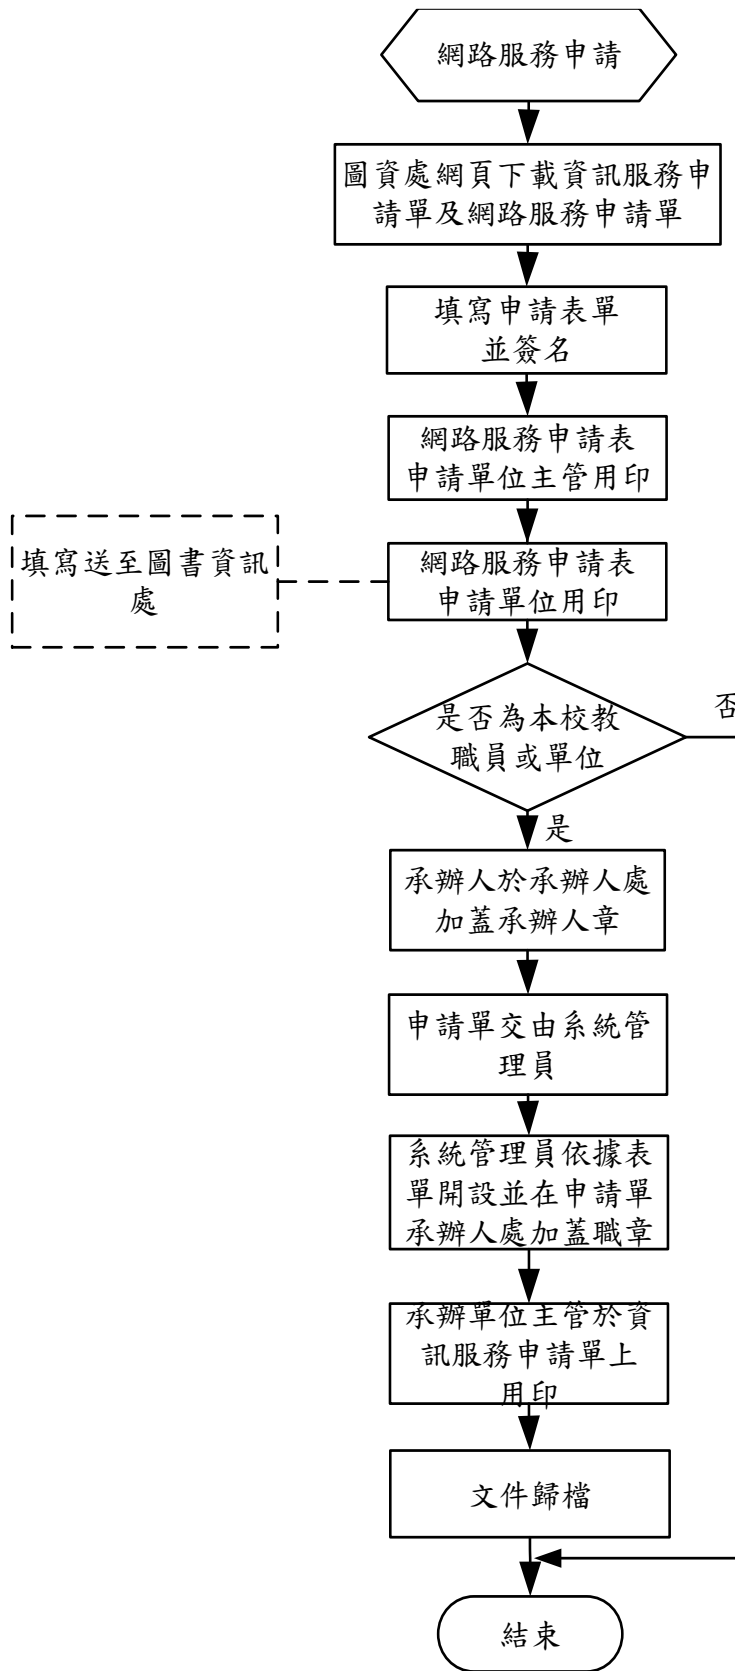 網路服務申請
圖資處網頁下載資訊服務申
請單及網路服務申請單
填寫申請表單
並簽名
網路服務申請表
申請單位主管用印
填寫送至圖書資訊
處
網路服務申請表
申請單位用印
是否為本校教
職員或單位
否
是
承辦人於承辦人處
加蓋承辦人章
申請單交由系統管
理員
系統管理員依據表
單開設並在申請單
承辦人處加蓋職章
承辦單位主管於資
訊服務申請單上
用印
文件歸檔
結束